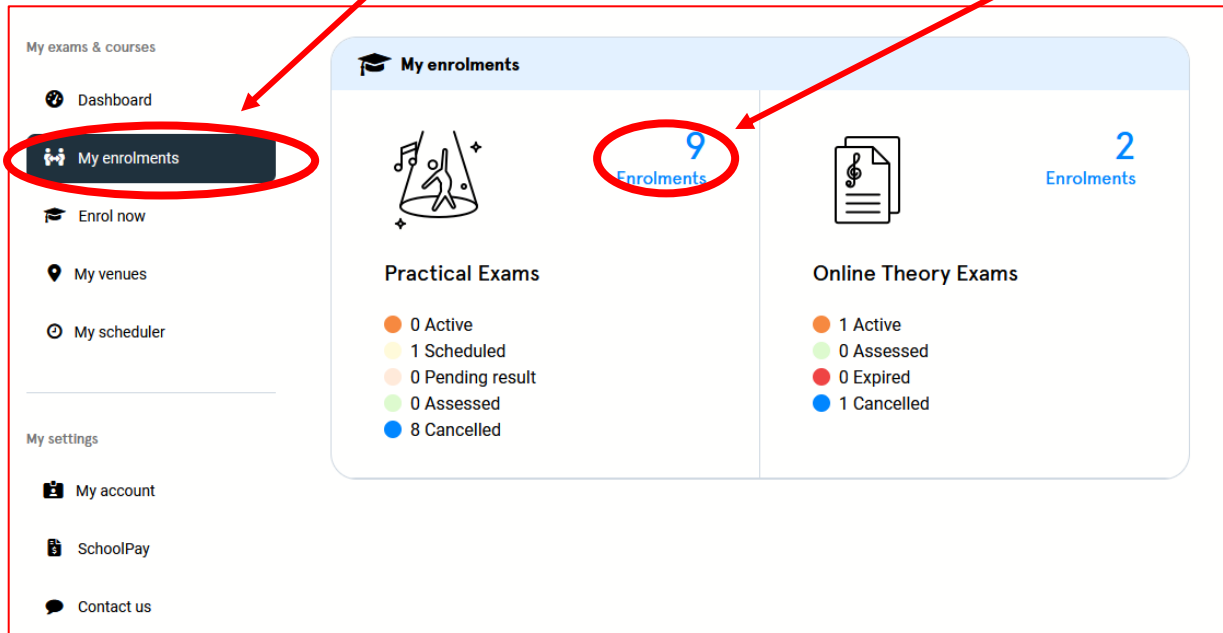 My exams & courses
Dashboard
My enrolments
Enrol now
My venues
My scheduler
My settings
My account
SchoolPay
Contact us
My enrolments
9
Enrolments
Practical Exams
0 Active
1 Scheduled
0 Pending result
0 Assessed
8 Cancelled
2
Enrolments
Online Theory Exams
1 Active
0 Assessed
0 Expired
1 Cancelled